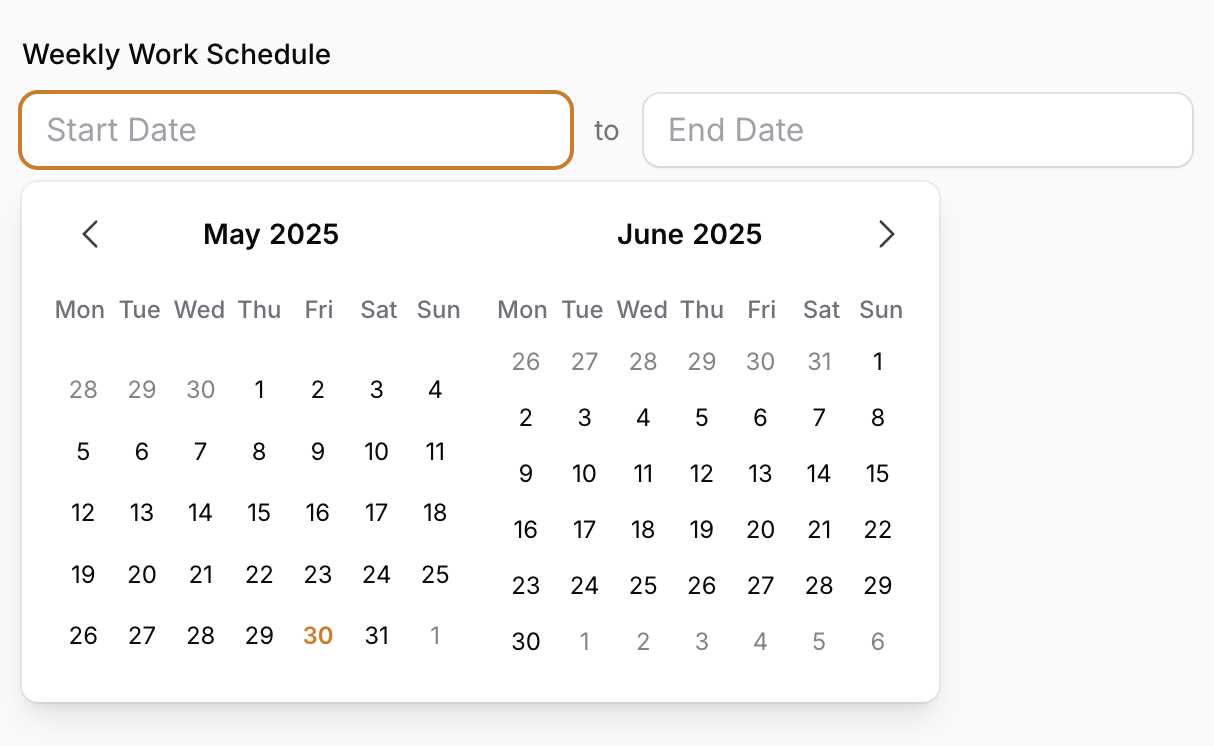 Weekly Work Schedule
Start Date to End Date
May 2025 June 2025
Mon Tue Wed Thu Fri Sat Sun Mon Tue Wed Thu Fri Sat Sun
26 27 28 29 30 31 1
28 29 30 1 2 3 4
2 3 4 5 6 7 8
5 6 7 8 9 10 11
9 10 11 12 13 14 15
12 13 14 15 16 17 18
16 17 18 19 20 21 22
19 20 21 22 23 24 25
23 24 25 26 27 28 29
26 27 28 29 30 31 1
30 1 2 3 4 5 6